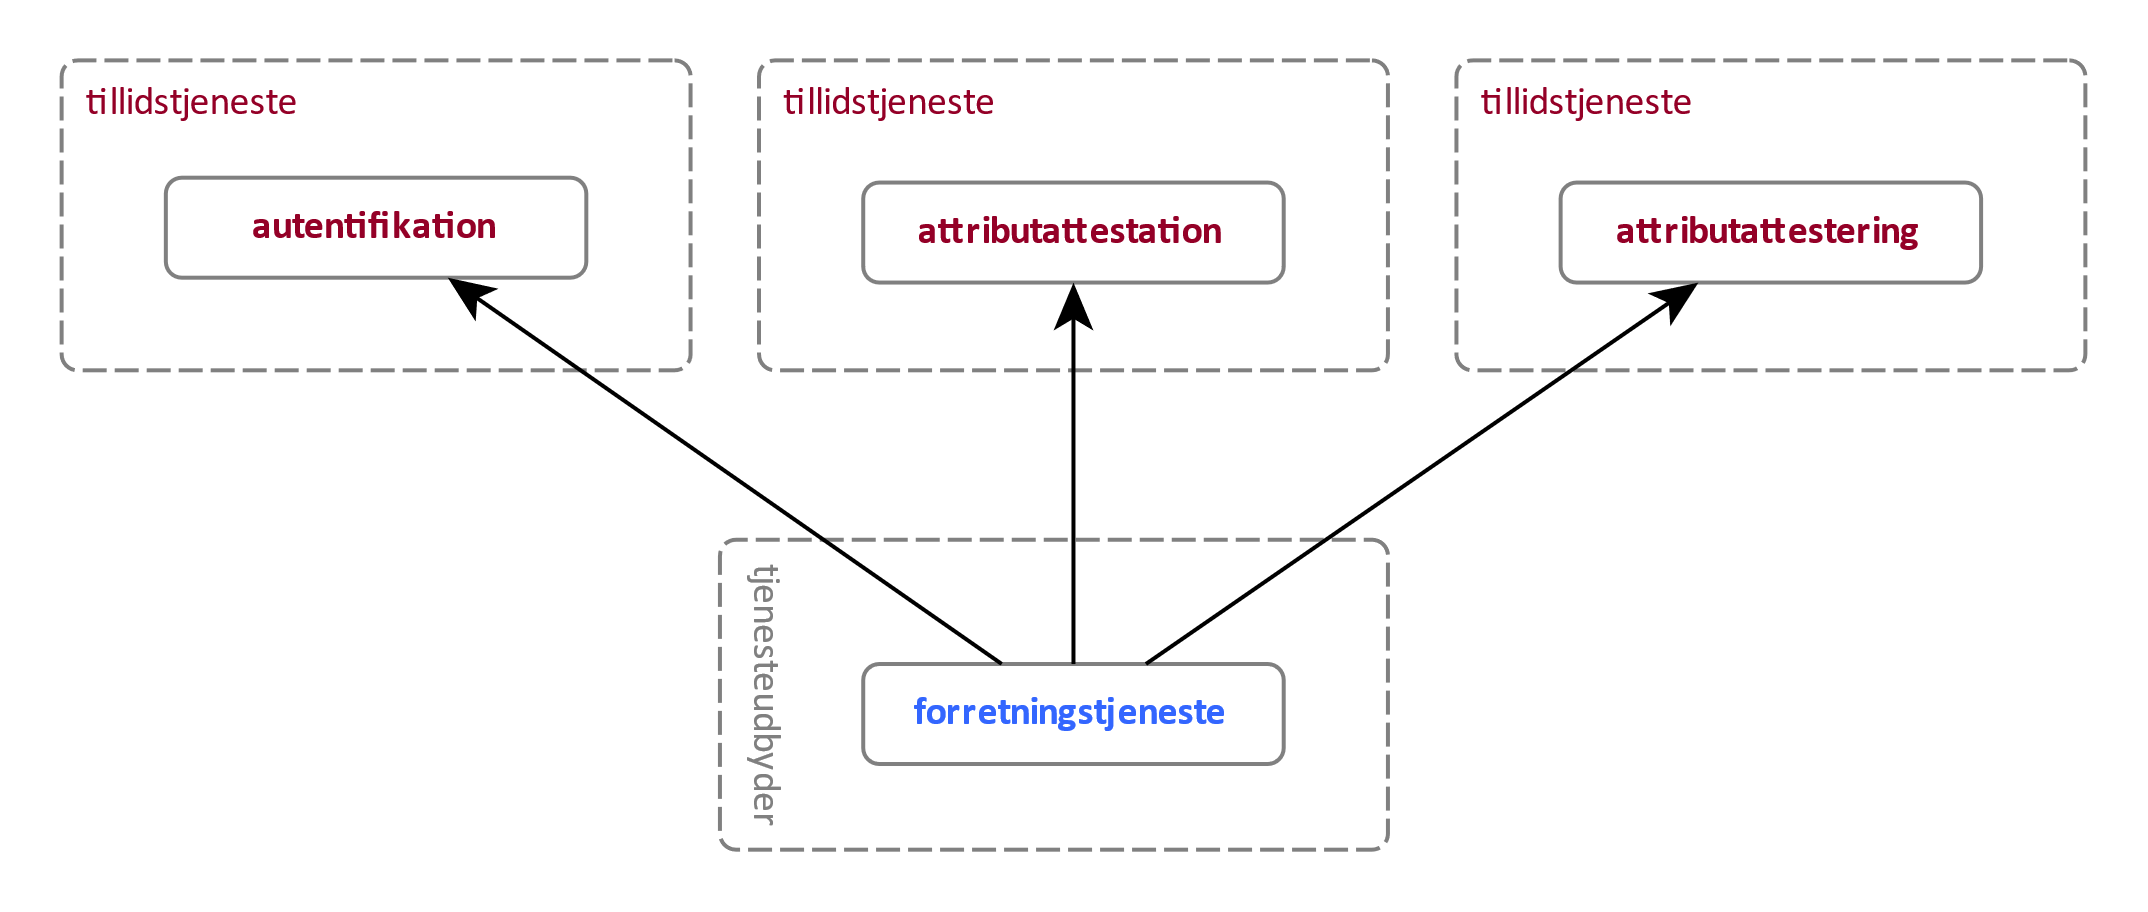 tillidstjeneste
autentifikation
tillidstjeneste
attributattestation
tillidstjeneste
attributattestering
tjenesteudbyder
forretningstjeneste